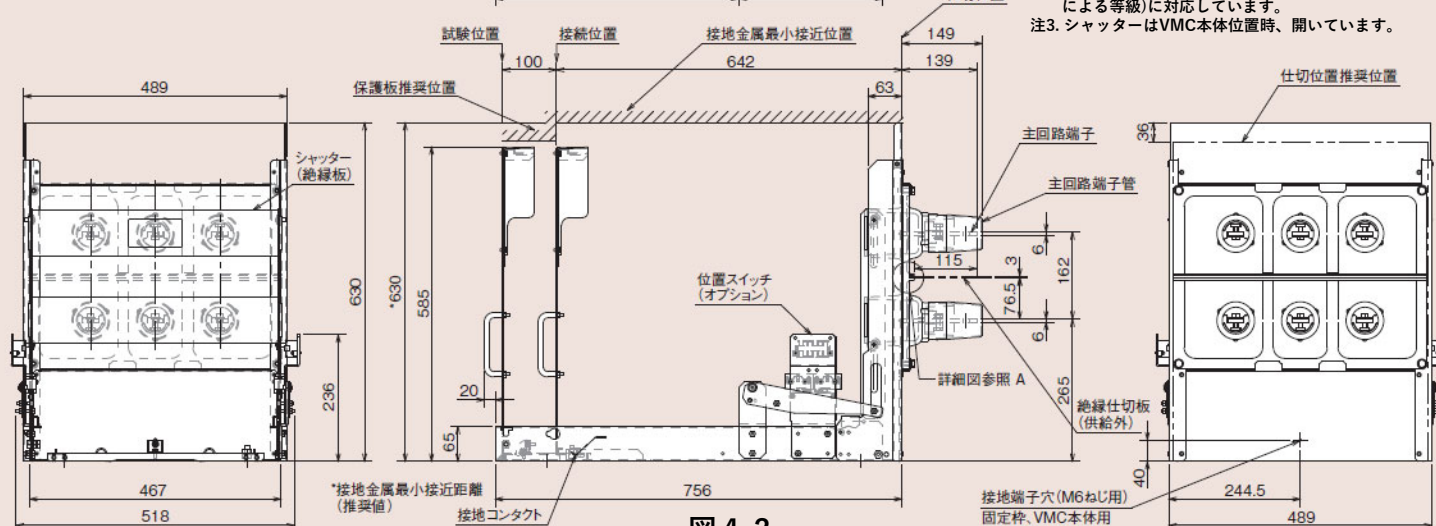 による等級)に対応しています。
注3. シャッターはVMC本体位置時、開いています。
試験位置
接続位置
接地金属最小接近位置
149
100
642
139
保護板推奨位置
63
仕切位置推奨位置
489
36
シャッター
(絶縁板)
主回路端子
主回路端子管
630
*630
585
位置スイッチ
(オプション)
6
115
3
162
76.5
6
236
20
詳細図参照 A
265
絶縁仕切板
(供給外)
65
40
467
518
*接地金属最小接近距離
(推奨値)
接地コンタクト
756
接地端子穴(M6ねじ用)
固定枠、VMC本体用
244.5
489